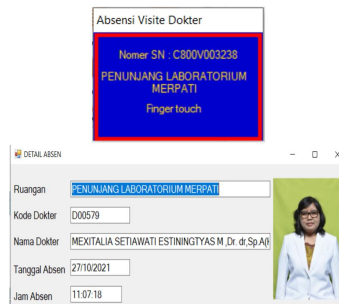 Absensi Visite Dokter
Nomer SN : C800V003238
PENUNJANG LABORATORIUM
MERPATI
Finger touch
DETAIL ABSEN
Ruangan PENUNJANG LABORATORIUM MERPATI
Kode Dokter D00579
Nama Dokter MEXITALIA SETIAWATI ESTININGTYAS M ,Dr. dr,Sp.A(
Tanggal Absen 27/10/2021
Jam Absen 11:07:18